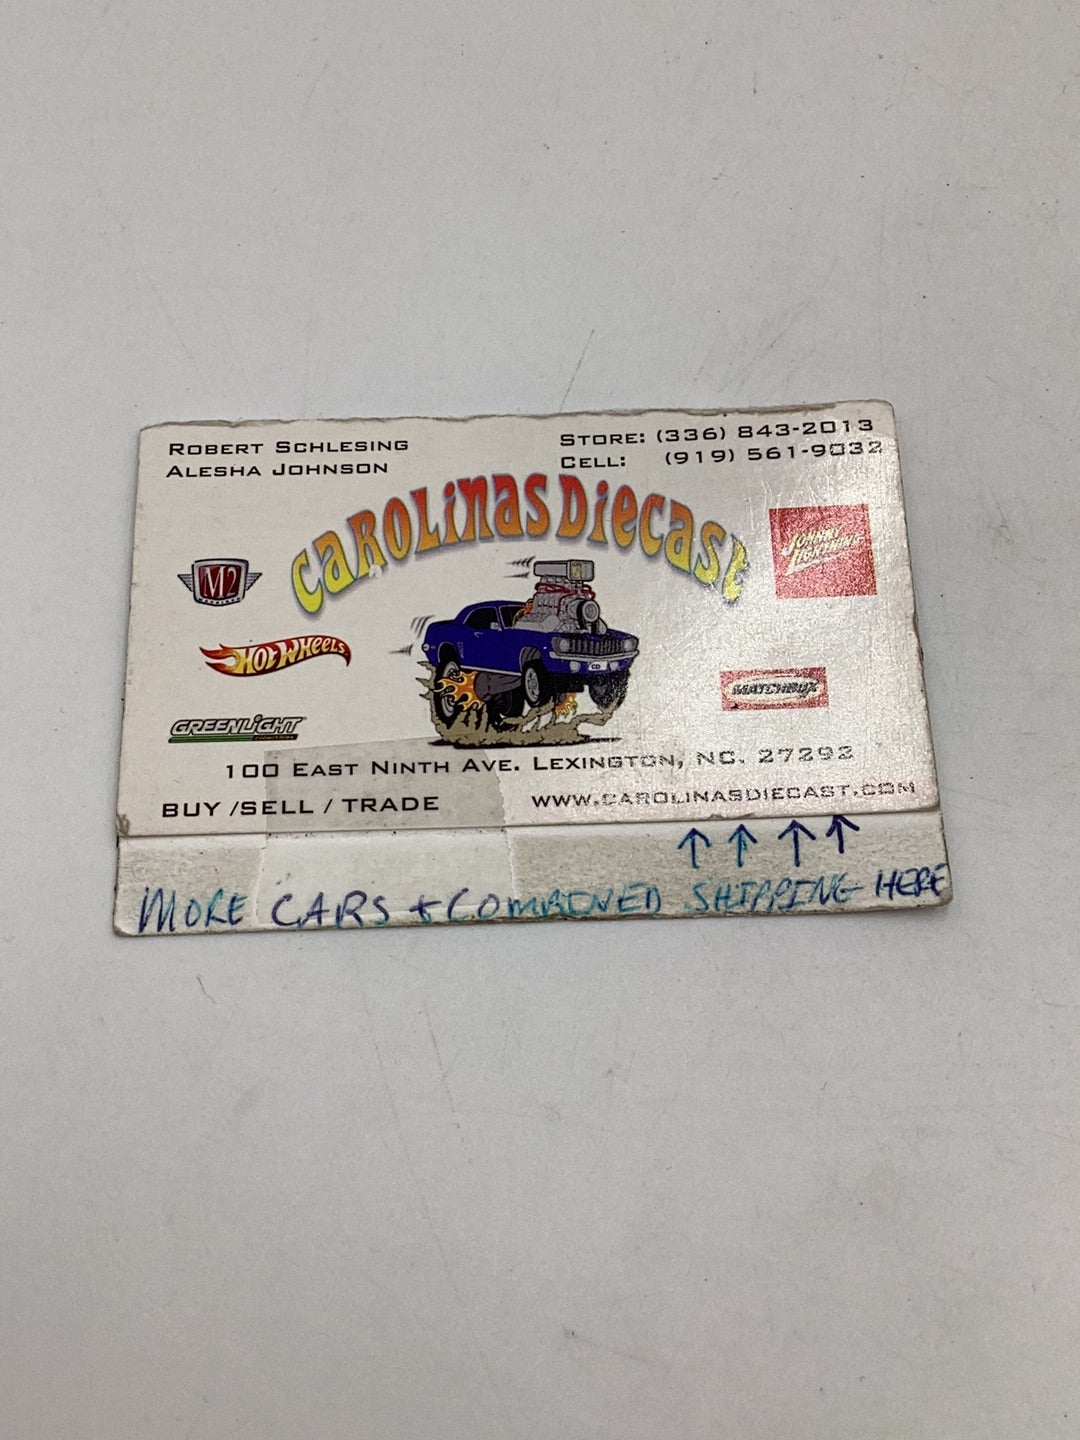 ROBERT SCHLESING
ALESHA JOHNSON
STORE: (336) 843-2013
CELL: (919) 561-9032
CAROLINAS DIECAST
M2
JOHNNY LIGHTNING
HOT WHEELS
MATCHBOX
GREENLIGHT
100 EAST NINTH AVE. LEXINGTON, NC. 27292
BUY /SELL / TRADE
WWW.CAROLINASDIECAST.COM
↑ ↑ ↑ ↑
MORE CARS + COMBINED SHIPPING HERE